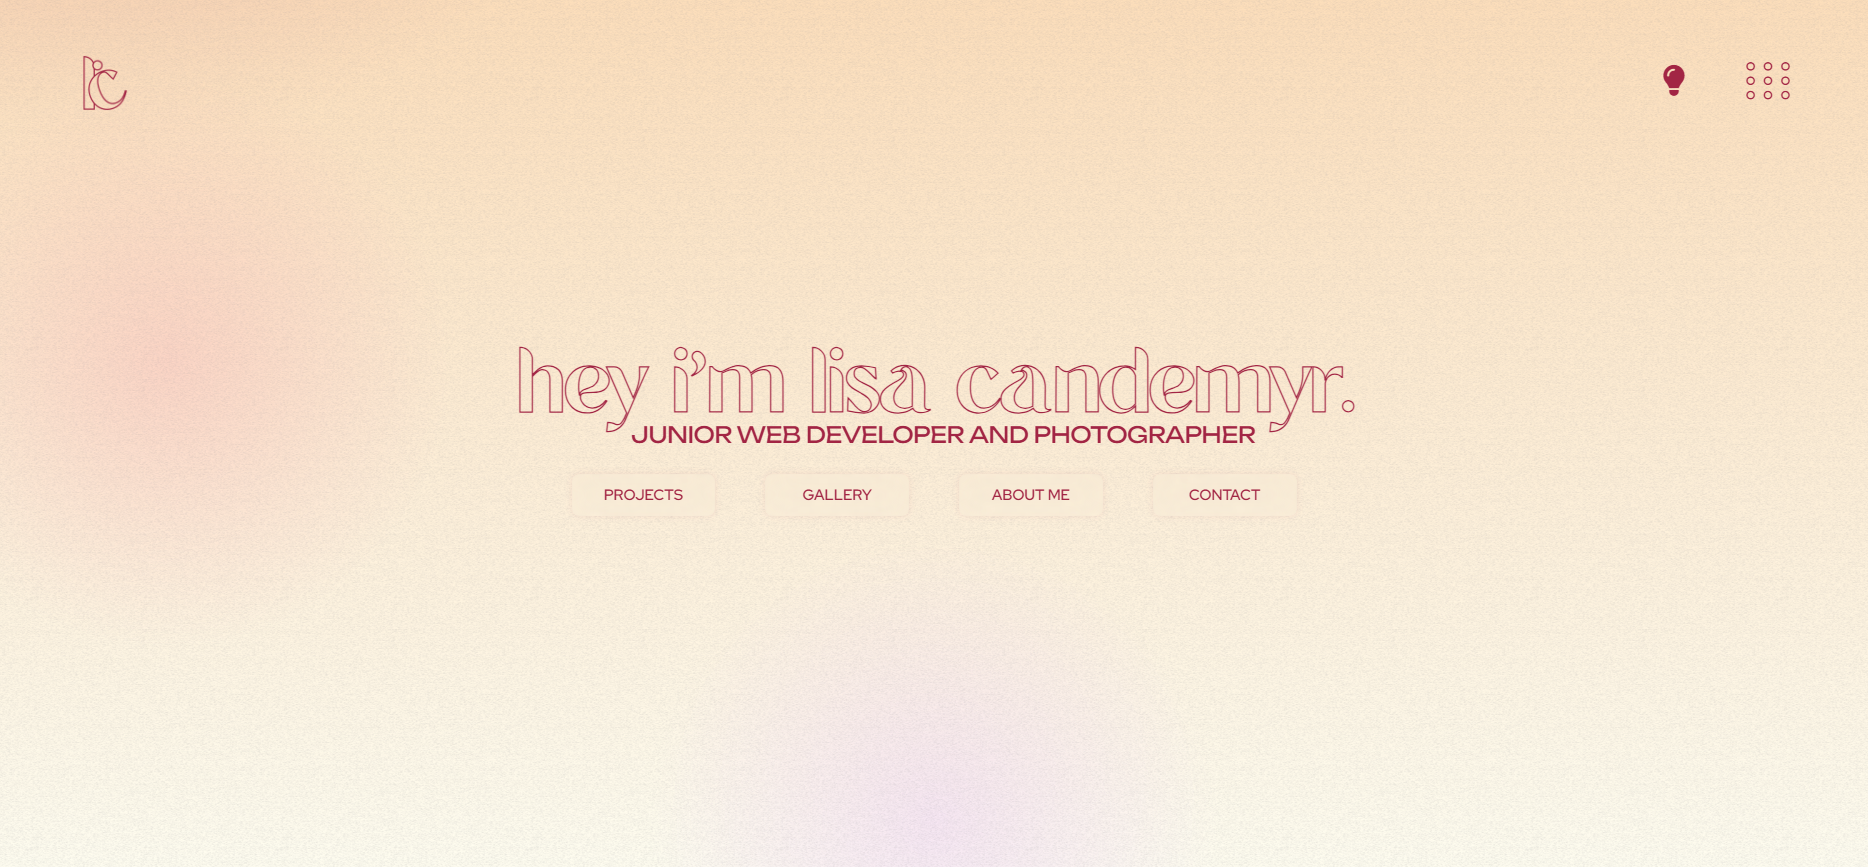 lc
hey i'm lisa candemyr.
JUNIOR WEB DEVELOPER AND PHOTOGRAPHER
PROJECTS
GALLERY
ABOUT ME
CONTACT